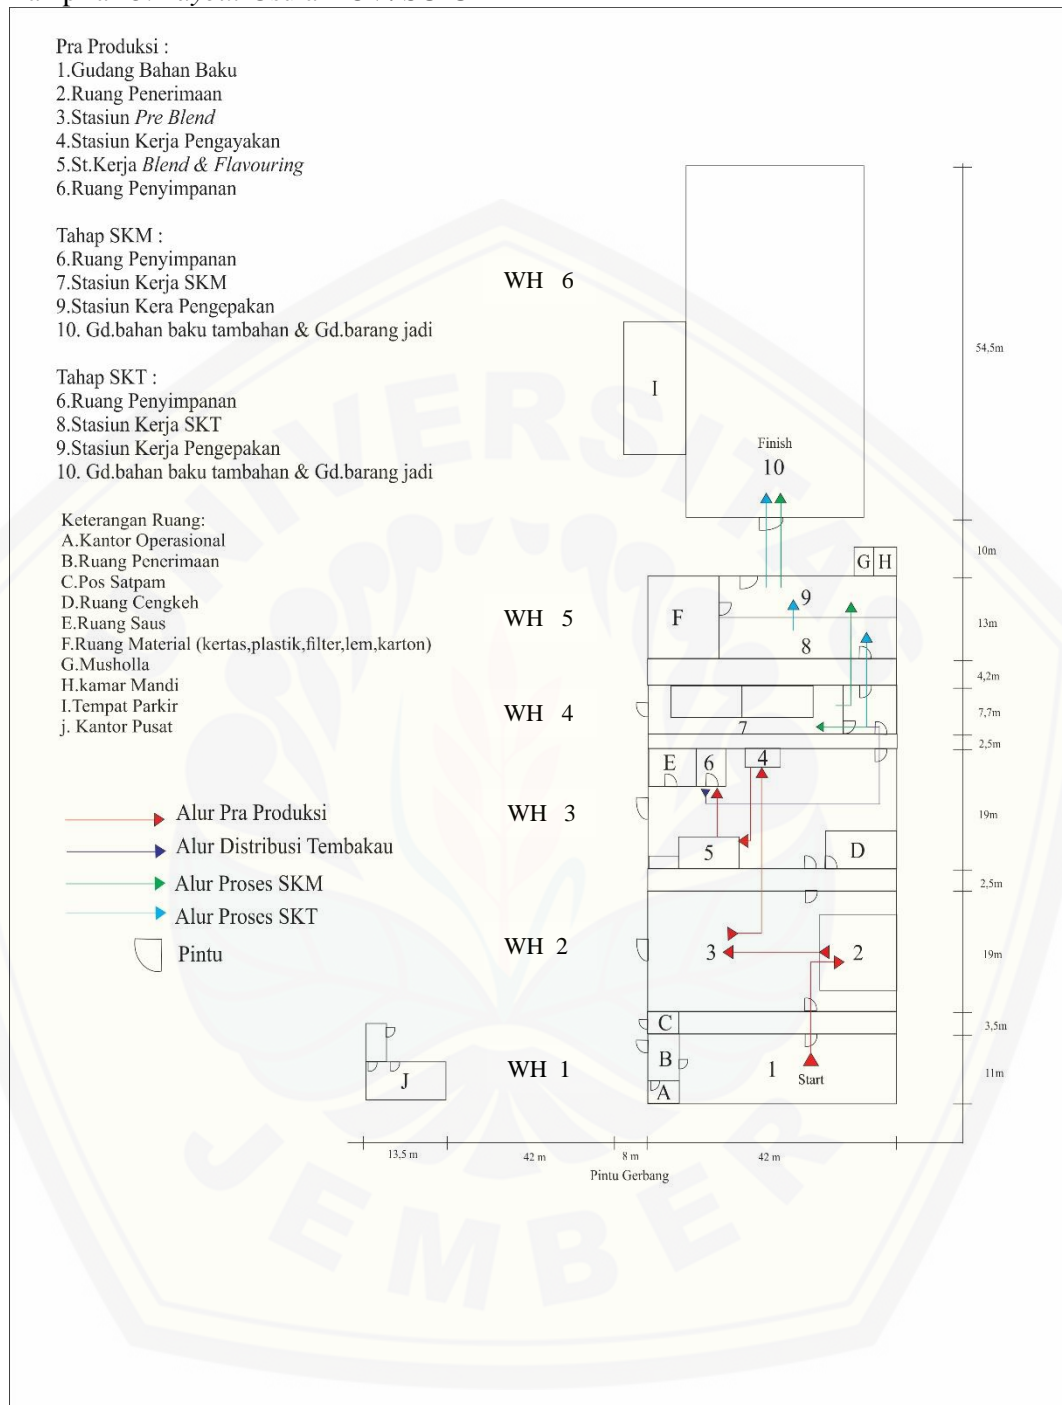 Pra Produksi :
1.Gudang Bahan Baku
2.Ruang Penerimaan
3.Stasiun Pre Blend
4.Stasiun Kerja Pengayakan
5.St.Kerja Blend & Flavouring
6.Ruang Penyimpanan
Tahap SKM :
6.Ruang Penyimpanan
7.Stasiun Kerja SKM
9.Stasiun Kera Pengepakan
10. Gd.bahan baku tambahan & Gd.barang jadi
Tahap SKT :
6.Ruang Penyimpanan
8.Stasiun Kerja SKT
9.Stasiun Kerja Pengepakan
10. Gd.bahan baku tambahan & Gd.barang jadi
Keterangan Ruang:
A.Kantor Operasional
B.Ruang Penerimaan
C.Pos Satpam
D.Ruang Cengkeh
E.Ruang Saus
F.Ruang Material (kertas,plastik,filter,lem,karton)
G.Musholla
H.kamar Mandi
I.Tempat Parkir
j. Kantor Pusat
Alur Pra Produksi
Alur Distribusi Tembakau
Alur Proses SKM
Alur Proses SKT
Pintu
WH 6
I
Finish
10
54,5m
G H
10m
WH 5
F
9
8
13m
4,2m
WH 4
7
7,7m
2,5m
WH 3
E
6
4
5
D
19m
2,5m
WH 2
3
2
19m
C
3,5m
WH 1
B
A
1
Start
11m
J
13,5 m
42 m
8 m
42 m
Pintu Gerbang
UNIVERSITAS
JEMBER